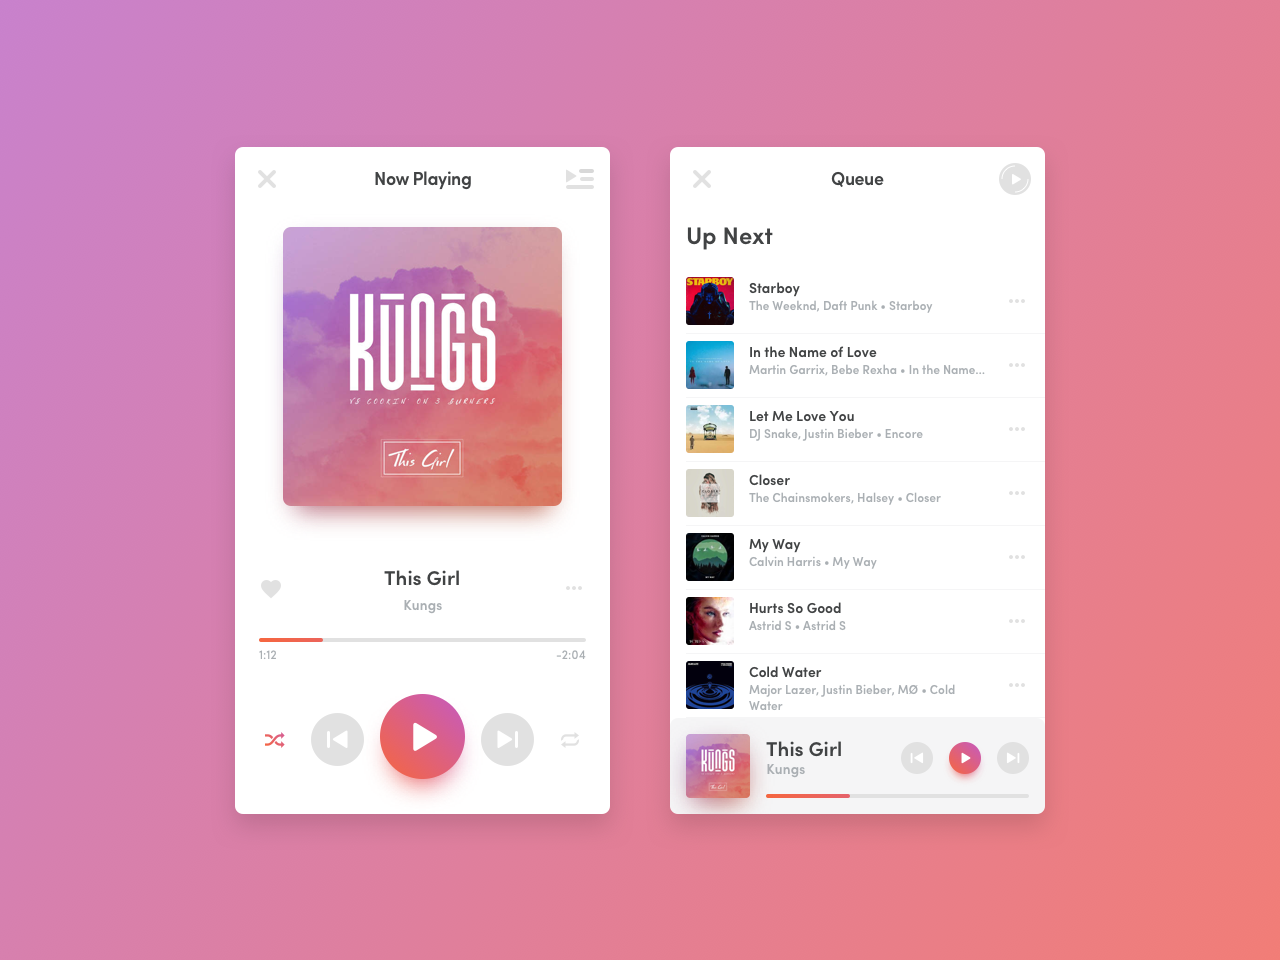 Now Playing
KUNGS
VS COOKIN' ON 3 BURNERS
This Girl
This Girl
Kungs
1:12
-2:04
Queue
Up Next
STARBOY
Starboy
The Weeknd, Daft Punk • Starboy
In the Name of Love
Martin Garrix, Bebe Rexha • In the Name...
Let Me Love You
DJ Snake, Justin Bieber • Encore
Closer
The Chainsmokers, Halsey • Closer
My Way
Calvin Harris • My Way
Hurts So Good
Astrid S • Astrid S
Cold Water
Major Lazer, Justin Bieber, MØ • Cold
Water
KUNGS
This Girl
Kungs